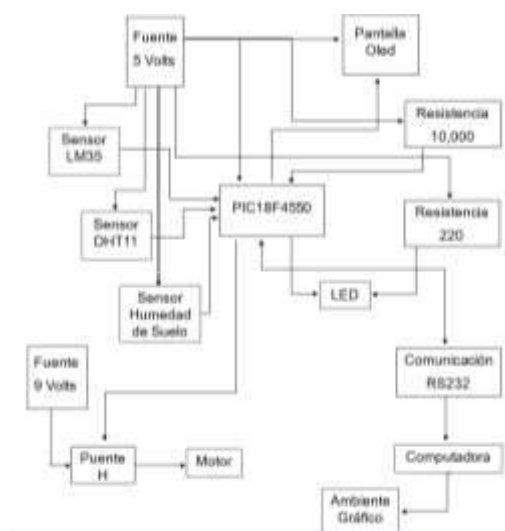 Fuente
5 Volts
Pantalla
Oled
Resistencia
10,000
Sensor
LM35
PIC18F4550
Sensor
DHT11
Resistencia
220
Sensor
Humedad
de Suelo
LED
Fuente
9 Volts
Comunicación
RS232
Puente
H
Motor
Computadora
Ambiente
Gráfico